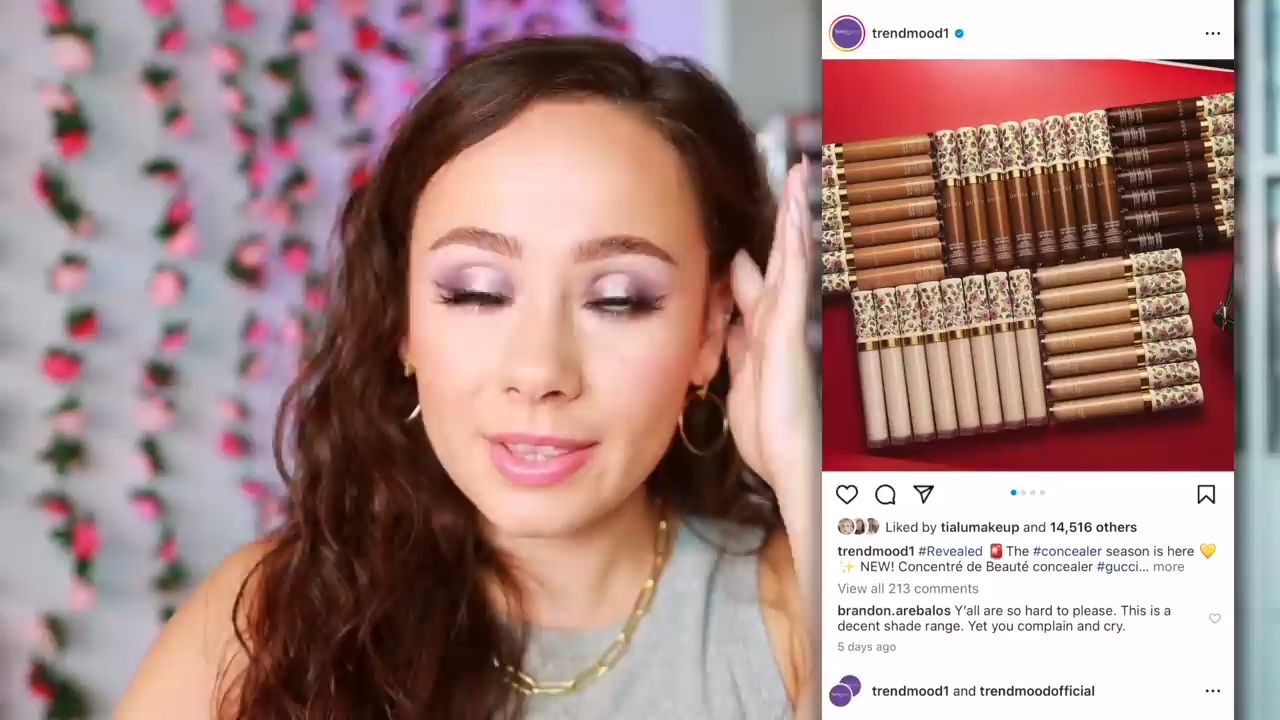 trendmood1
Liked by tialumakeup and 14,516 others
trendmood1 #Revealed 🚨The #concealer season is here 💛
✨ NEW! Concentré de Beauté concealer #gucci... more
View all 213 comments
brandon.arebalos Y'all are so hard to please. This is a
decent shade range. Yet you complain and cry.
5 days ago
trendmood1 and trendmoodofficial